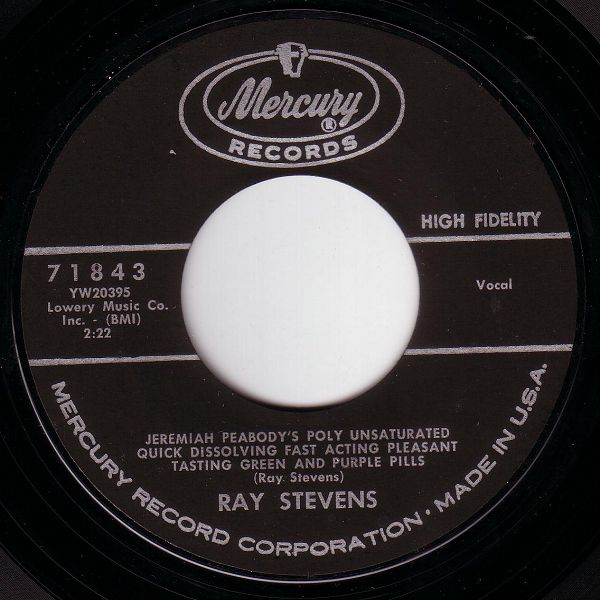 Mercury
®
RECORDS
HIGH FIDELITY
71843
YW20395
Lowery Music Co.
Inc. - (BMI)
2:22
Vocal
JEREMIAH PEABODY'S POLY UNSATURATED
QUICK DISSOLVING FAST ACTING PLEASANT
TASTING GREEN AND PURPLE PILLS
(Ray Stevens)
RAY STEVENS
MERCURY RECORD CORPORATION · MADE IN U.S.A.